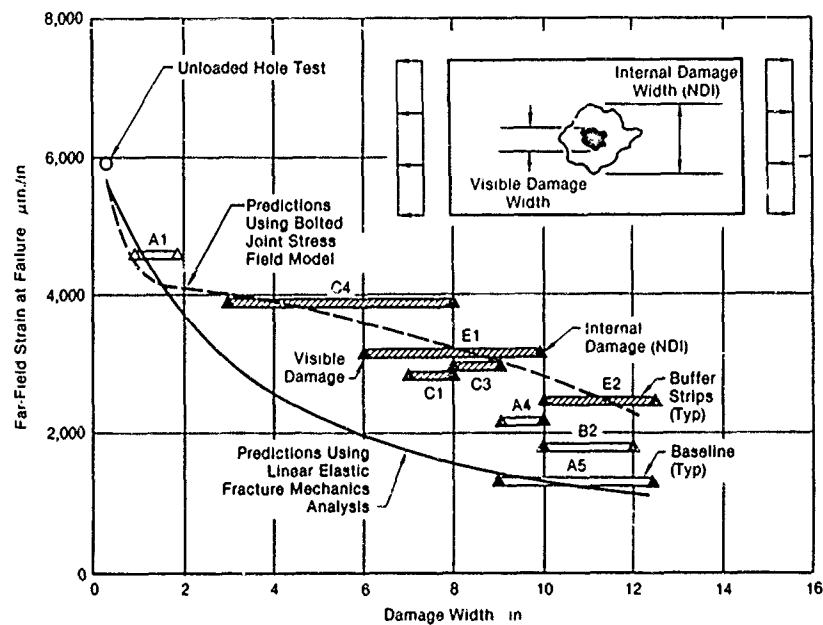 8,000
6,000
4,000
2,000
0
Far-Field Strain at Failure μin./in
Unloaded Hole Test
Internal Damage
Width (NDI)
Visible Damage
Width
A1
Predictions
Using Bolted
Joint Stress
Field Model
C4
E1
Internal
Damage (NDI)
Visible
Damage
C1
C3
E2
Buffer
Strips
(Typ)
A4
B2
A5
Baseline
(Typ)
Predictions Using
Linear Elastic
Fracture Mechanics
Analysis
0 2 4 6 8 10 12 14 16
Damage Width in